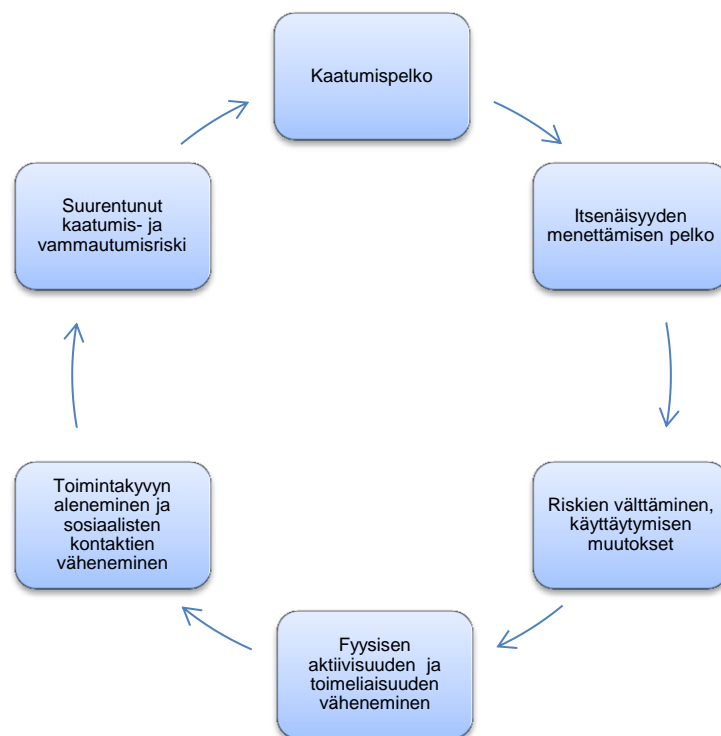 Kaatumispelko
Itsenäisyyden
menettämisen pelko
Riskien välttäminen,
käyttäytymisen
muutokset
Fyysisen
aktiivisuuden ja
toimeliaisuuden
väheneminen
Toimintakyvyn
aleneminen ja
sosiaalisten
kontaktien
väheneminen
Suurentunut
kaatumis- ja
vammautumisriski